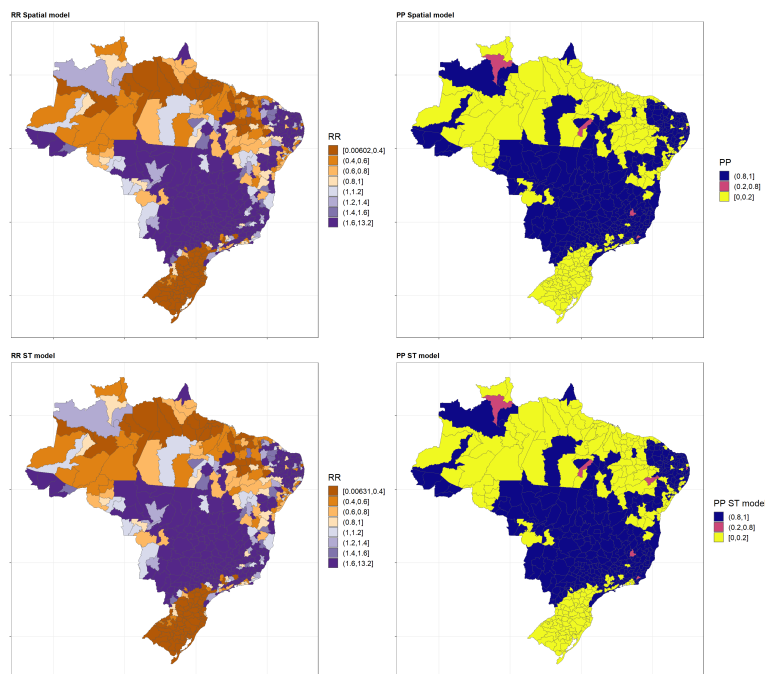 RR Spatial model
PP Spatial model
RR
[0.00602,0.4]
(0.4,0.6]
(0.6,0.8]
(0.8,1]
(1,1.2]
(1.2,1.4]
(1.4,1.6]
(1.6,13.2]
PP
(0.8,1]
(0.2,0.8]
[0,0.2]
RR ST model
PP ST model
RR
[0.00631,0.4]
(0.4,0.6]
(0.6,0.8]
(0.8,1]
(1,1.2]
(1.2,1.4]
(1.4,1.6]
(1.6,13.2]
PP ST mode
(0.8,1]
(0.2,0.8]
[0,0.2]